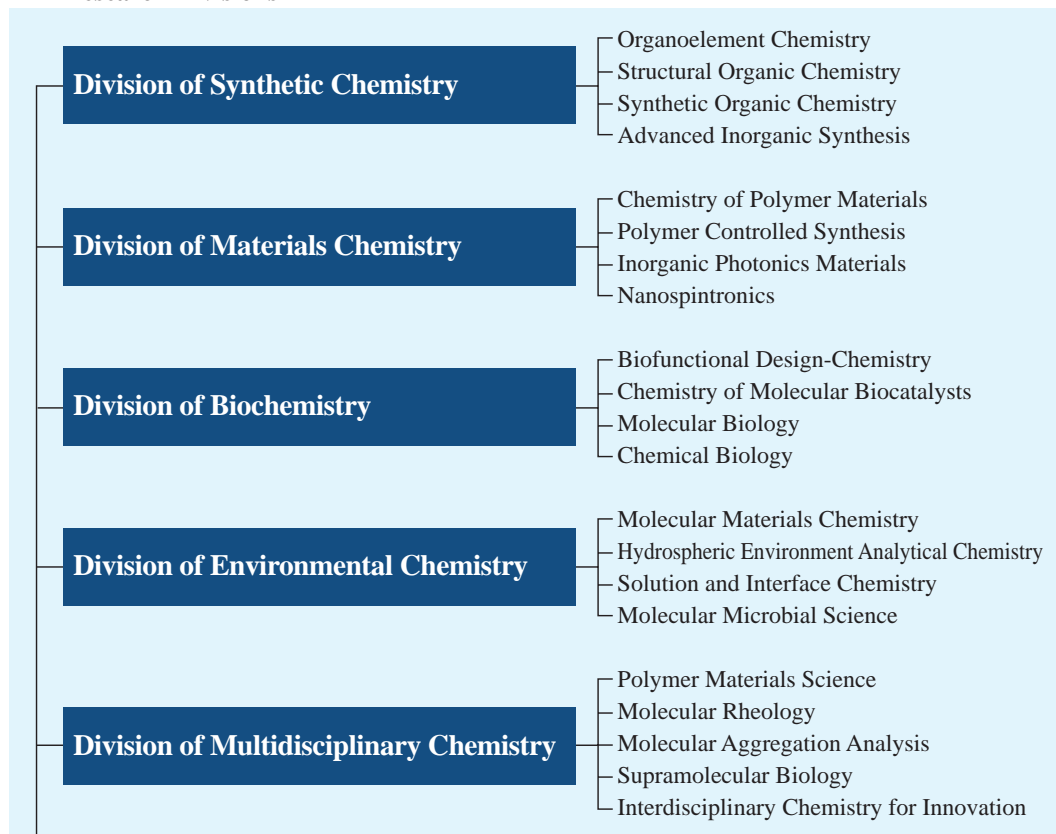 Division of Synthetic Chemistry
Organoelement Chemistry
Structural Organic Chemistry
Synthetic Organic Chemistry
Advanced Inorganic Synthesis
Division of Materials Chemistry
Chemistry of Polymer Materials
Polymer Controlled Synthesis
Inorganic Photonics Materials
Nanospintronics
Division of Biochemistry
Biofunctional Design-Chemistry
Chemistry of Molecular Biocatalysts
Molecular Biology
Chemical Biology
Division of Environmental Chemistry
Molecular Materials Chemistry
Hydrospheric Environment Analytical Chemistry
Solution and Interface Chemistry
Molecular Microbial Science
Division of Multidisciplinary Chemistry
Polymer Materials Science
Molecular Rheology
Molecular Aggregation Analysis
Supramolecular Biology
Interdisciplinary Chemistry for Innovation